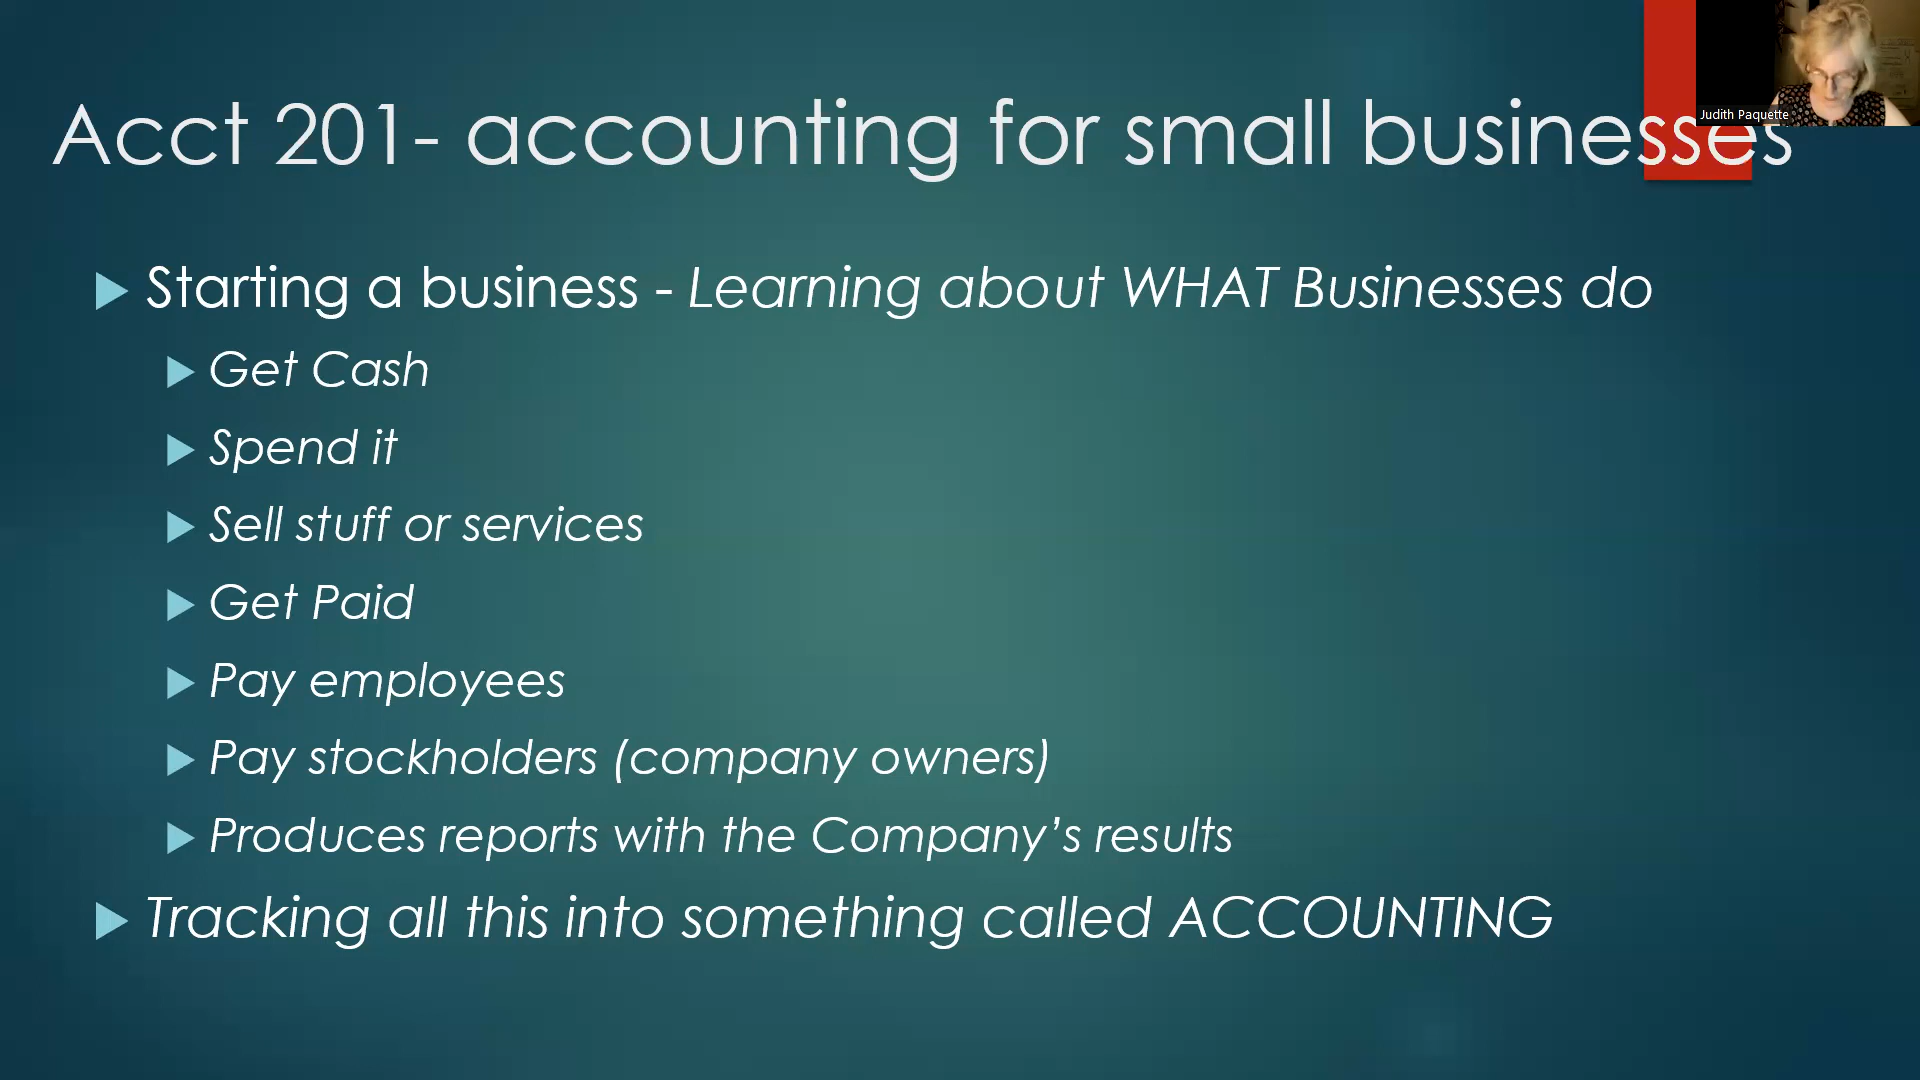 Judith Paquette
Acct 201- accounting for small businesses
Starting a business - Learning about WHAT Businesses do
Get Cash
Spend it
Sell stuff or services
Get Paid
Pay employees
Pay stockholders (company owners)
Produces reports with the Company’s results
Tracking all this into something called ACCOUNTING